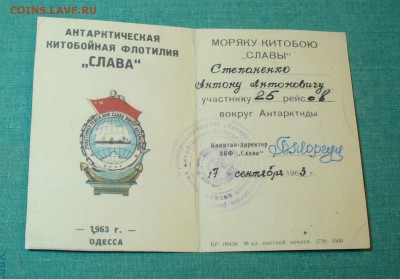 COINS.LAVE.RU
АНТАРКТИЧЕСКАЯ
КИТОБОЙНАЯ ФЛОТИЛИЯ
„СЛАВА“
— 1963 г. —
ОДЕССА
МОРЯКУ-КИТОБОЮ
„СЛАВЫ“
Степаненко
Антону Антоновичу
участнику 25 рейсов
вокруг Антарктиды
Капитан-директор
АКФ „Слава“
17 сентября 1963 г.